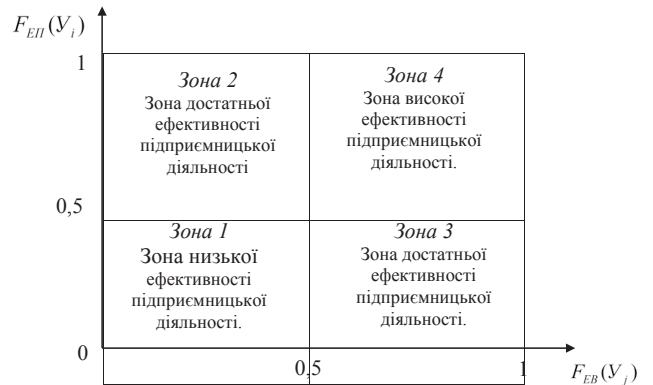 F_ЕП(У_i)
1
Зона 2
Зона достатньої
ефективності
підприємницької
діяльності
Зона 4
Зона високої
ефективності
підприємницької
діяльності.
0,5
Зона 1
Зона низької
ефективності
підприємницької
діяльності.
Зона 3
Зона достатньої
ефективності
підприємницької
діяльності.
0
0,5
1
F_ЕВ(У_j)